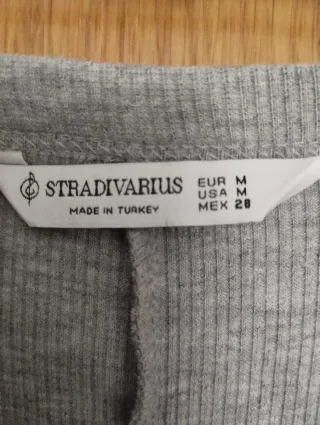 STRADIVARIUS
MADE IN TURKEY
EUR M
USA M
MEX 28